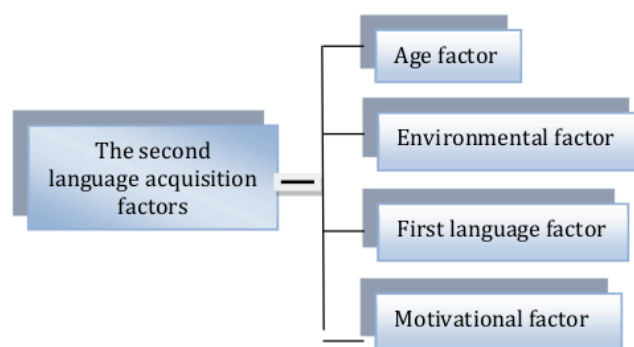 The second
language acquisition
factors
Age factor
Environmental factor
First language factor
Motivational factor